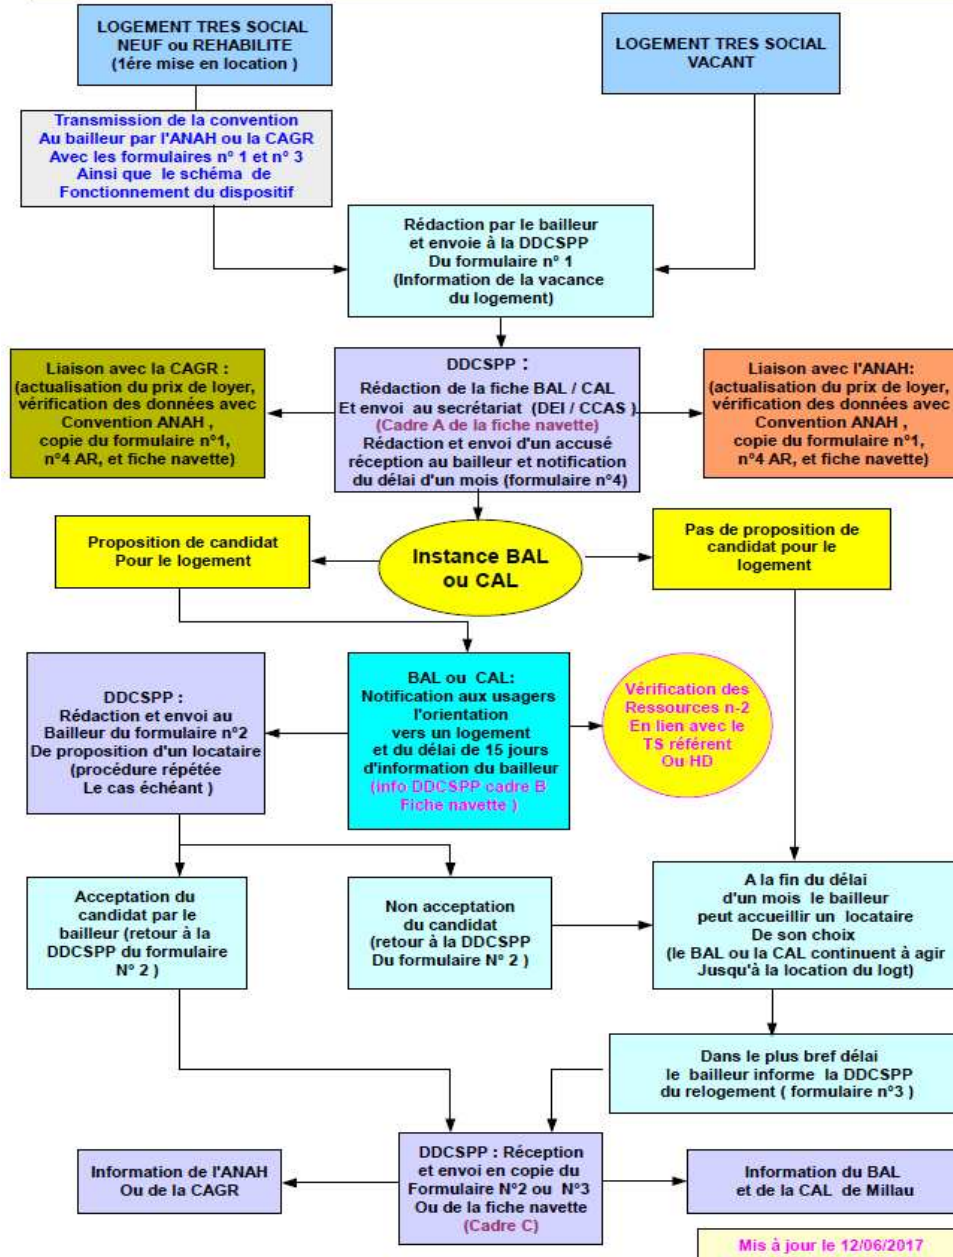 LOGEMENT TRES SOCIAL
NEUF ou REHABILITE
(1ére mise en location )
LOGEMENT TRES SOCIAL
VACANT
Transmission de la convention
Au bailleur par l'ANAH ou la CAGR
Avec les formulaires n° 1 et n° 3
Ainsi que le schéma de
Fonctionnement du dispositif
Rédaction par le bailleur
et envoie à la DDCSPP
Du formulaire n° 1
(Information de la vacance
du logement)
Liaison avec la CAGR :
(actualisation du prix de loyer,
vérification des données avec
Convention ANAH ,
copie du formulaire n°1,
n°4 AR, et fiche navette)
DDCSPP :
Rédaction de la fiche BAL / CAL
Et envoi au secrétariat (DEI / CCAS )
(Cadre A de la fiche navette)
Rédaction et envoi d'un accusé
réception au bailleur et notification
du délai d'un mois (formulaire n°4)
Liaison avec l'ANAH:
(actualisation du prix de loyer,
vérification des données avec
Convention ANAH ,
copie du formulaire n°1,
n°4 AR, et fiche navette)
Proposition de candidat
Pour le logement
Instance BAL
ou CAL
Pas de proposition de
candidat pour le
logement
DDCSPP :
Rédaction et envoi au
Bailleur du formulaire n°2
De proposition d'un locataire
(procédure répétée
Le cas échéant )
BAL ou CAL:
Notification aux usagers
l'orientation
vers un logement
et du délai de 15 jours
d'information du bailleur
(info DDCSPP cadre B
Fiche navette )
Vérification des
Ressources n-2
En lien avec le
TS référent
Ou HD
Acceptation du
candidat par le
bailleur (retour à la
DDCSPP du formulaire
N° 2 )
Non acceptation
du candidat
(retour à la DDCSPP
Du formulaire N° 2 )
A la fin du délai
d'un mois le bailleur
peut accueillir un locataire
De son choix
(le BAL ou la CAL continuent à agir
Jusqu'à la location du logt)
Dans le plus bref délai
le bailleur informe la DDCSPP
du relogement ( formulaire n°3 )
Information de l'ANAH
Ou de la CAGR
DDCSPP : Réception
et envoi en copie du
Formulaire N°2 ou N°3
Ou de la fiche navette
(Cadre C)
Information du BAL
et de la CAL de Millau
Mis à jour le 12/06/2017